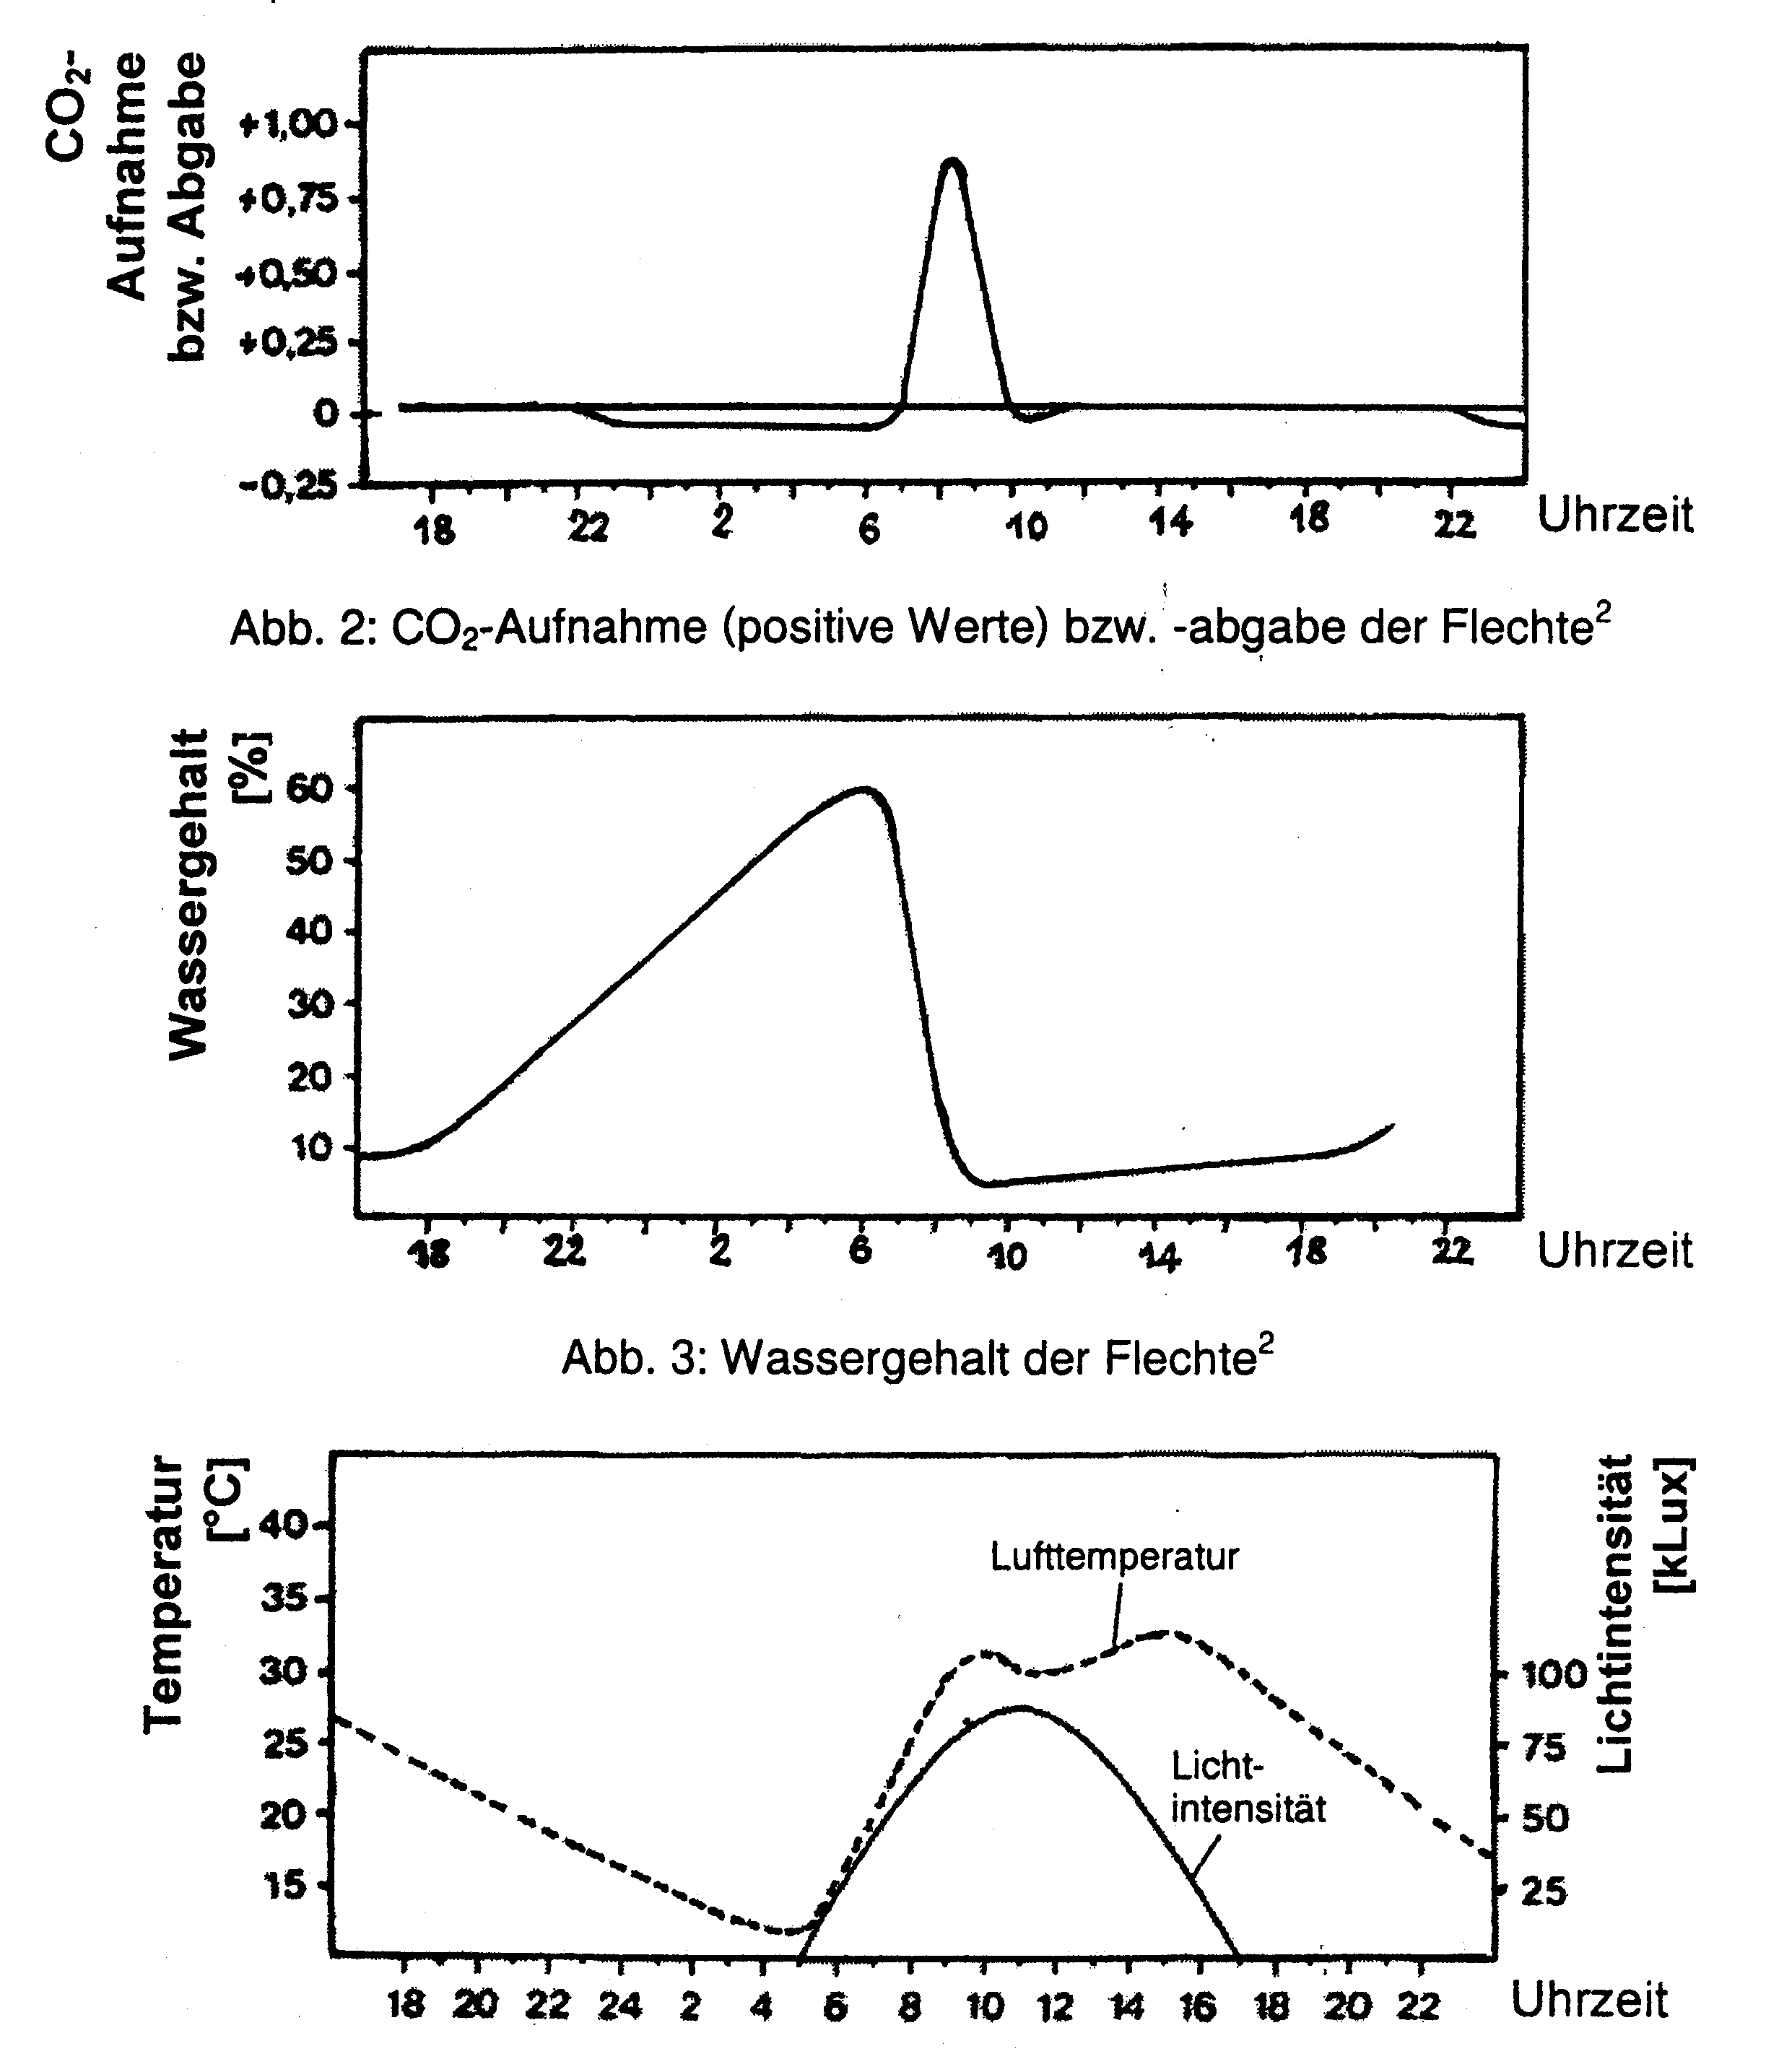 CO₂-
Aufnahme
bzw. Abgabe
+1,00
+0,75
+0,50
+0,25
0
-0,25
18 22 2 6 10 14 18 22 Uhrzeit
Abb. 2: CO₂-Aufnahme (positive Werte) bzw. -abgabe der Flechte²
Wassergehalt
[%]
60
50
40
30
20
10
18 22 2 6 10 14 18 22 Uhrzeit
Abb. 3: Wassergehalt der Flechte²
Temperatur
[°C]
40
35
30
25
20
15
Lufttemperatur
Licht-
intensität
Lichtintensität
[kLux]
100
75
50
25
18 20 22 24 2 4 6 8 10 12 14 16 18 20 22 Uhrzeit